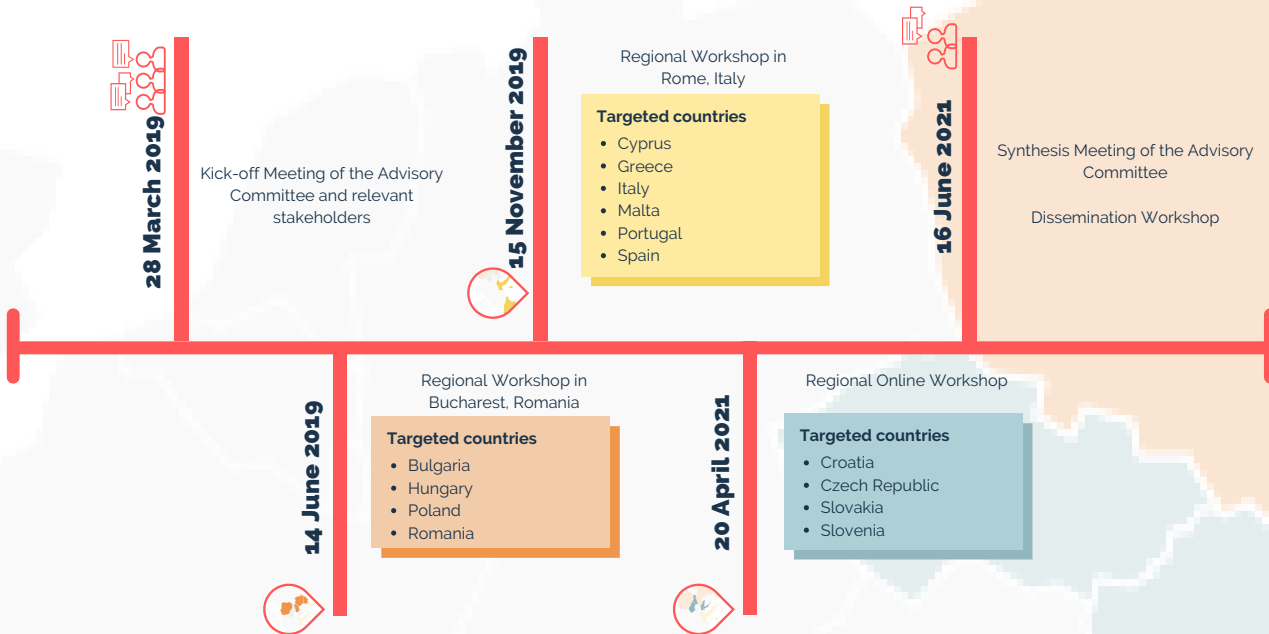 28 March 2019
Kick-off Meeting of the Advisory
Committee and relevant
stakeholders
14 June 2019
Regional Workshop in
Bucharest, Romania
Targeted countries
• Bulgaria
• Hungary
• Poland
• Romania
15 November 2019
Regional Workshop in
Rome, Italy
Targeted countries
• Cyprus
• Greece
• Italy
• Malta
• Portugal
• Spain
20 April 2021
Regional Online Workshop
Targeted countries
• Croatia
• Czech Republic
• Slovakia
• Slovenia
16 June 2021
Synthesis Meeting of the Advisory
Committee
Dissemination Workshop